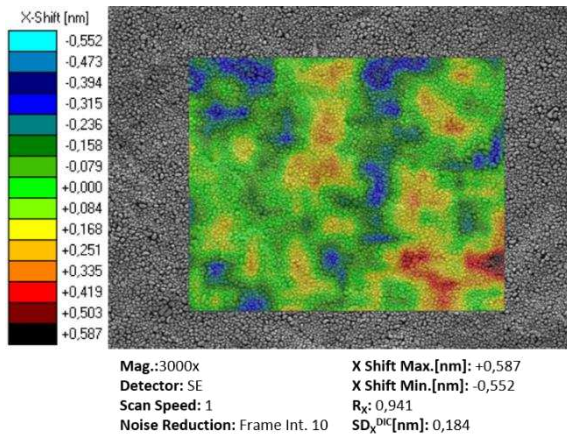 X-Shift [nm]
-0,552
-0,473
-0,394
-0,315
-0,236
-0,158
-0,079
+0,000
+0,084
+0,168
+0,251
+0,335
+0,419
+0,503
+0,587
Mag.:3000x
Detector: SE
Scan Speed: 1
Noise Reduction: Frame Int. 10
X Shift Max.[nm]: +0,587
X Shift Min.[nm]: -0,552
Rₓ: 0,941
SDₓᴰᴵᶜ[nm]: 0,184